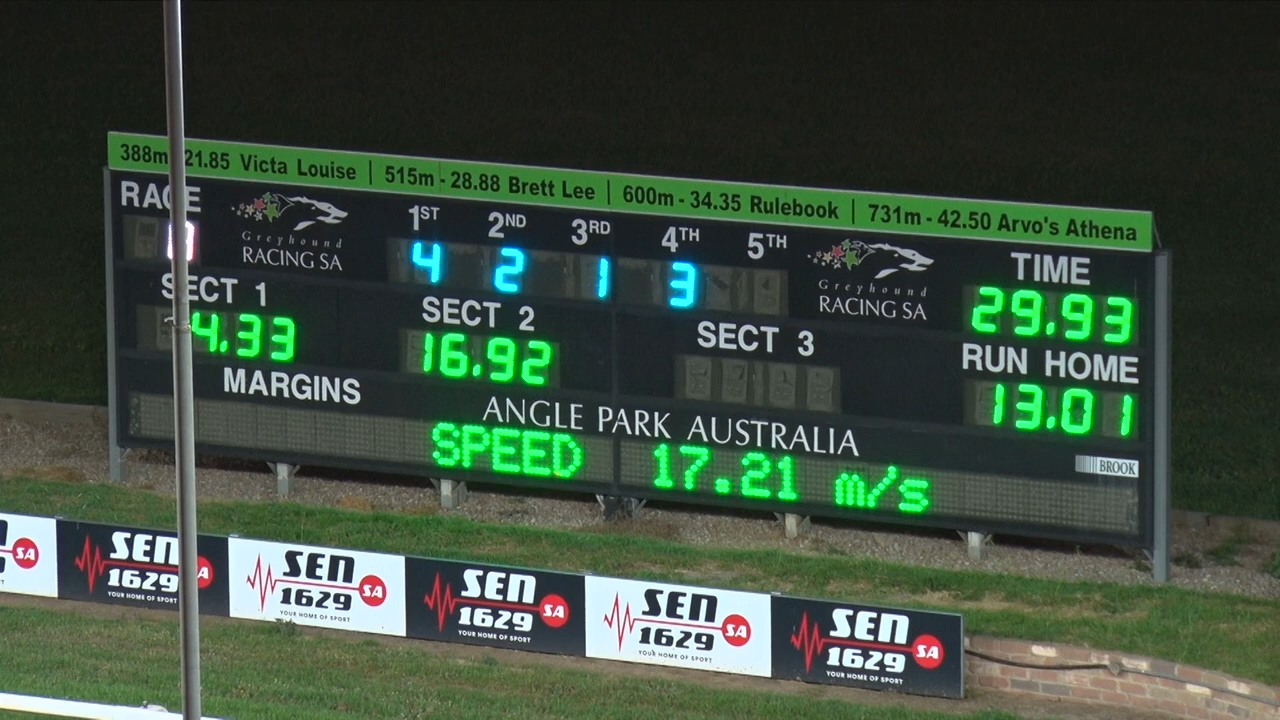 388m 21.85 Victa Louise | 515m - 28.88 Brett Lee | 600m - 34.35 Rulebook | 731m - 42.50 Arvo's Athena
RACE
Greyhound
RACING SA
1ST 2ND 3RD 4TH 5TH
4 2 1 3
Greyhound
RACING SA
TIME
29.93
SECT 1
4.33
SECT 2
16.92
SECT 3
RUN HOME
13.01
MARGINS
ANGLE PARK AUSTRALIA
SPEED 17.21 m/s
BROOK
SA
SEN
1629
YOUR HOME OF SPORT
SEN
1629 SA
YOUR HOME OF SPORT
SEN
1629 SA
YOUR HOME OF SPORT
SEN
1629 SA
YOUR HOME OF SPORT
SEN
1629 SA
YOUR HOME OF SPORT